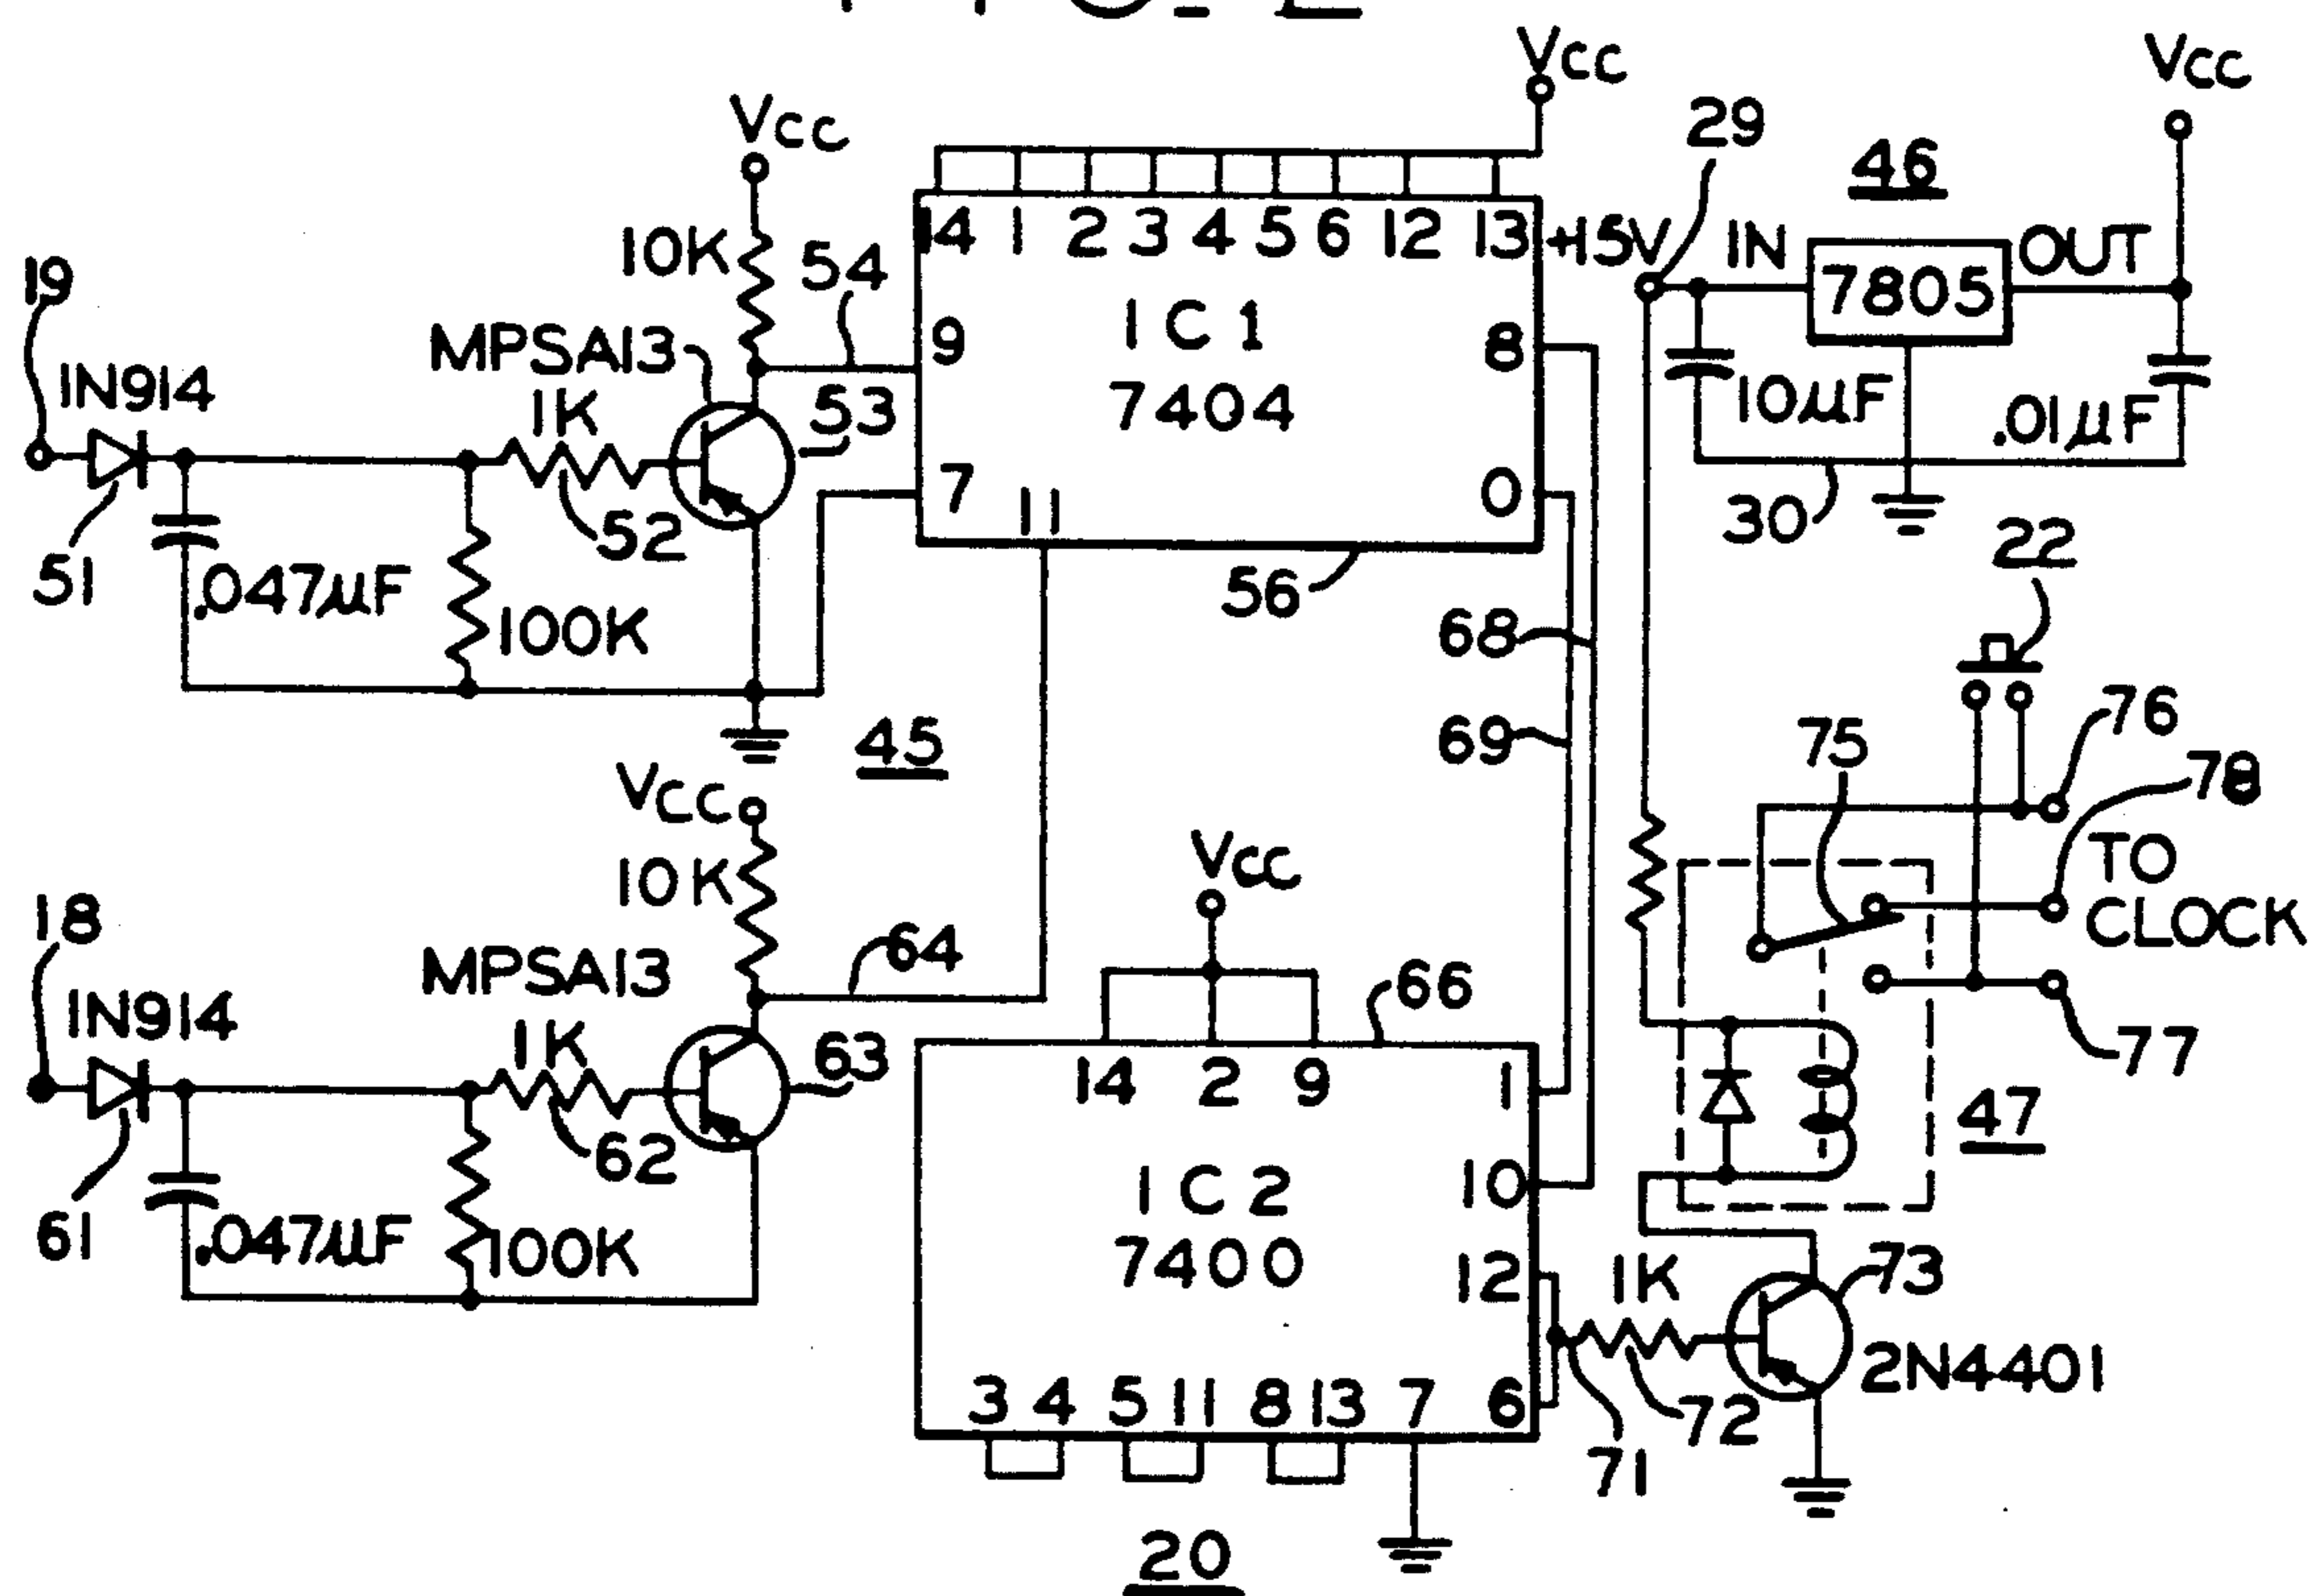 Vcc
Vcc
Vcc
29
46
14 1 2 3 4 5 6 12 13
+15V
IN
7805
OUT
10K
54
19
IC1
7404
9
8
MPSA13
1N914
1K
53
10µF
.01µF
7
11
0
30
52
51
.047µF
100K
56
22
68
69
45
75
76
78
TO
CLOCK
77
Vcc
10K
Vcc
18
64
MPSA13
1N914
1K
63
66
14 2 9
1
47
62
10
IC2
7400
61
.047µF
100K
12
1K
73
2N4401
3 4 5 11 8 13 7 6
72
71
20